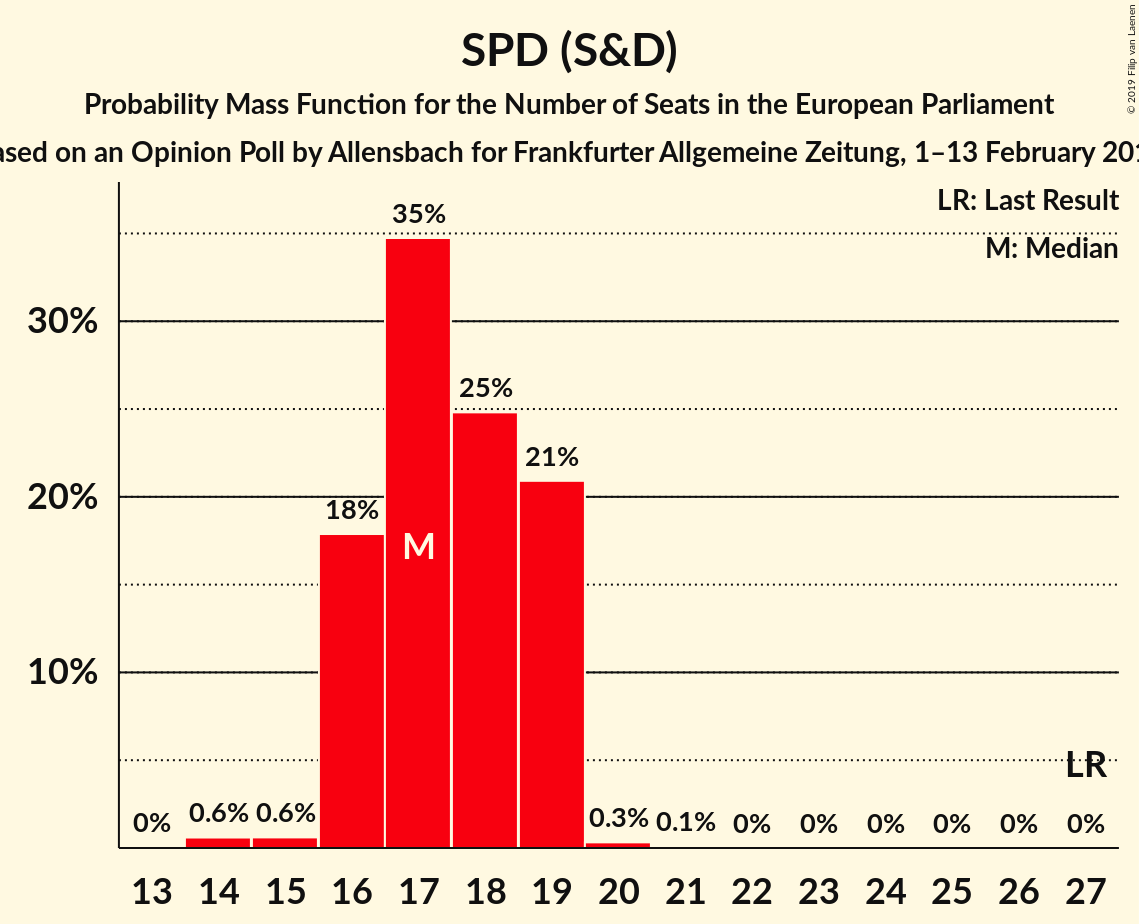 © 2019 Filip van Laenen
SPD (S&D)
Probability Mass Function for the Number of Seats in the European Parliament
on an Opinion Poll by Allensbach for Frankfurter Allgemeine Zeitung, 1–13 February
LR: Last Result
M: Median
35%
30%
25%
21%
20%
18%
M
10%
LR
0% 0.6% 0.6% 0.3% 0.1% 0% 0% 0% 0% 0% 0%
13 14 15 16 17 18 19 20 21 22 23 24 25 26 27